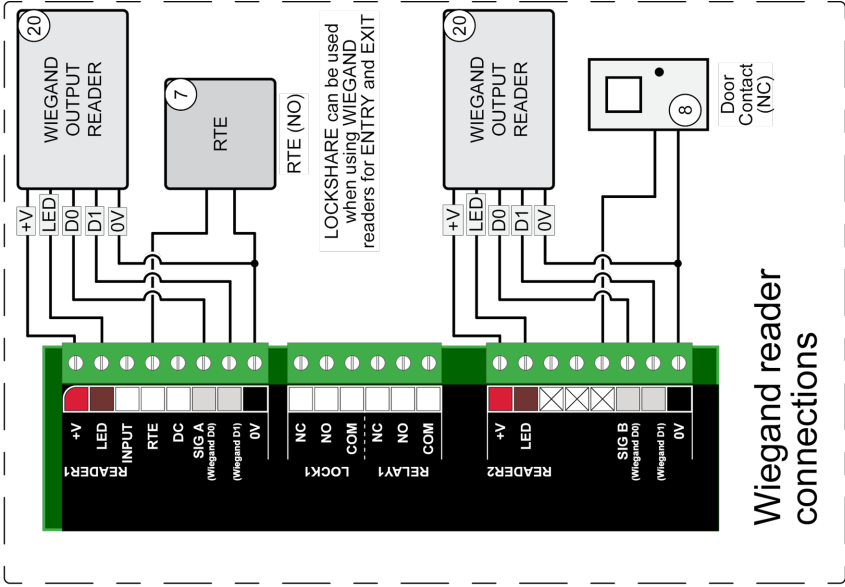 20
WIEGAND
OUTPUT
READER
+V
LED
D0
D1
0V
7
RTE
RTE (NO)
LOCKSHARE can be used
when using WIEGAND
readers for ENTRY and EXIT
20
WIEGAND
OUTPUT
READER
+V
LED
D0
D1
0V
8
Door
Contact
(NC)
+V
LED
INPUT
RTE
DC
SIG A
(Wiegand D0)
(Wiegand D1)
0V
READER1
NC
NO
COM
NC
NO
COM
LOCK1
RELAY1
+V
LED
SIG B
(Wiegand D0)
(Wiegand D1)
0V
READER2
Wiegand reader
connections